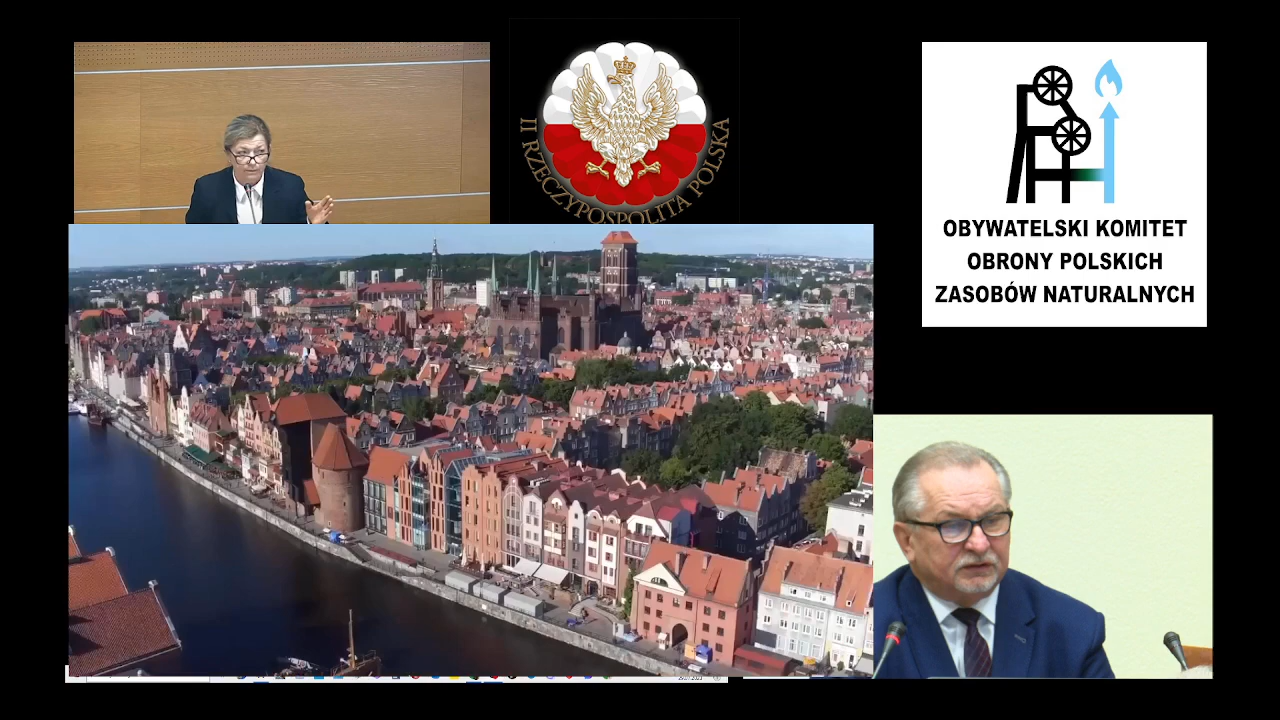 II RZECZYPOSPOLITA POLSKA
OBYWATELSKI KOMITET
OBRONY POLSKICH
ZASOBÓW NATURALNYCH